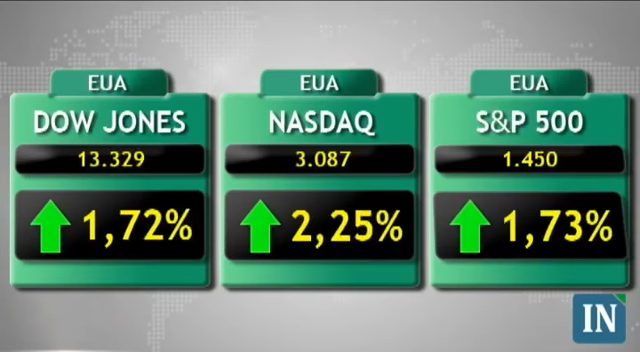 EUA
DOW JONES
13.329
1,72%
EUA
NASDAQ
3.087
2,25%
EUA
S&P 500
1.450
1,73%
IN